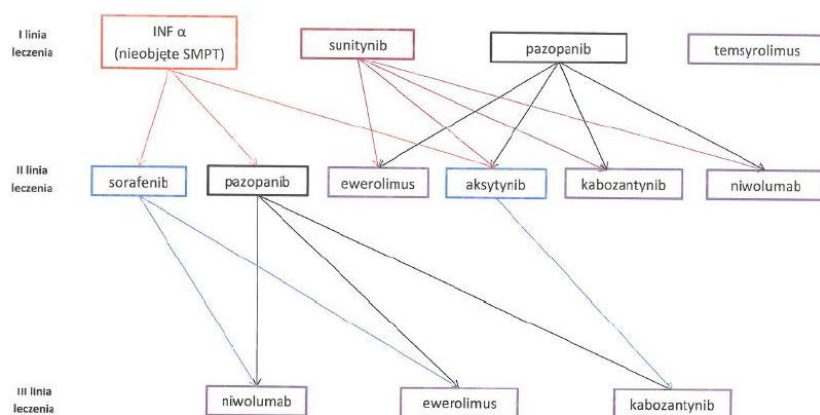 I linia
leczenia
INF α
(nieobjęte SMPT)
sunitynib
pazopanib
temsyrolimus
II linia
leczenia
sorafenib
pazopanib
ewerolimus
aksytynib
kabozantynib
niwolumab
III linia
leczenia
niwolumab
ewerolimus
kabozantynib